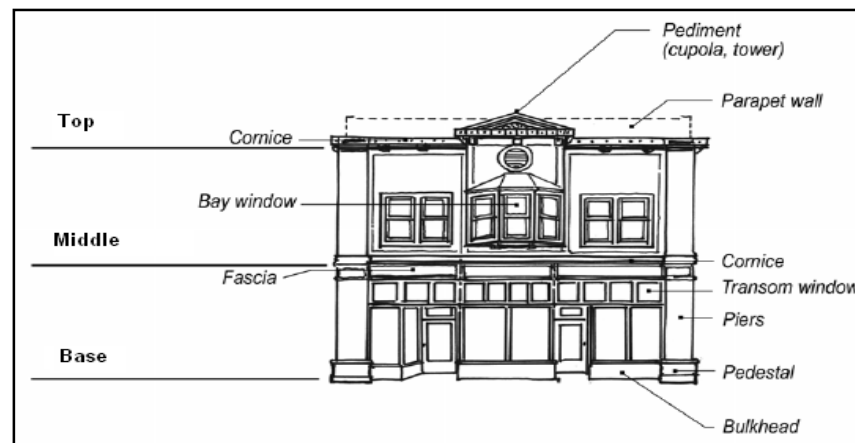 Pediment
(cupola, tower)
Parapet wall
Top
Cornice
Bay window
Middle
Cornice
Fascia
Transom window
Piers
Base
Pedestal
Bulkhead